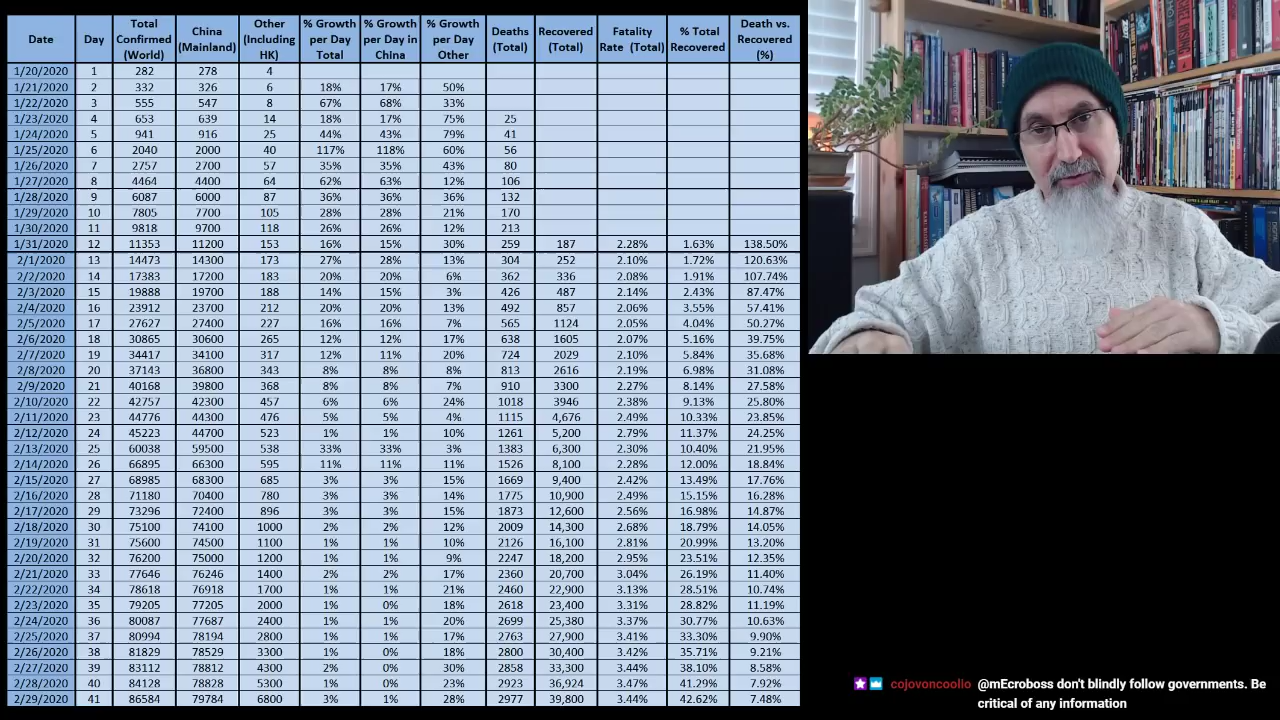 Date Day Total Confirmed (World) China (Mainland) Other (Including HK) % Growth per Day Total % Growth per Day in China % Growth per Day Other Deaths (Total) Recovered (Total) Fatality Rate (Total) % Total Recovered Death vs. Recovered (%)
1/20/2020 1 282 278 4
1/21/2020 2 332 326 6 18% 17% 50%
1/22/2020 3 555 547 8 67% 68% 33%
1/23/2020 4 653 639 14 18% 17% 75% 25
1/24/2020 5 941 916 25 44% 43% 79% 41
1/25/2020 6 2040 2000 40 117% 118% 60% 56
1/26/2020 7 2757 2700 57 35% 35% 43% 80
1/27/2020 8 4464 4400 64 62% 63% 12% 106
1/28/2020 9 6087 6000 87 36% 36% 36% 132
1/29/2020 10 7805 7700 105 28% 28% 21% 170
1/30/2020 11 9818 9700 118 26% 26% 12% 213
1/31/2020 12 11353 11200 153 16% 15% 30% 259 187 2.28% 1.63% 138.50%
2/1/2020 13 14473 14300 173 27% 28% 13% 304 252 2.10% 1.72% 120.63%
2/2/2020 14 17383 17200 183 20% 20% 6% 362 336 2.08% 1.91% 107.74%
2/3/2020 15 19888 19700 188 14% 15% 3% 426 487 2.14% 2.43% 87.47%
2/4/2020 16 23912 23700 212 20% 20% 13% 492 857 2.06% 3.55% 57.41%
2/5/2020 17 27627 27400 227 16% 16% 7% 565 1124 2.05% 4.04% 50.27%
2/6/2020 18 30865 30600 265 12% 12% 17% 638 1605 2.07% 5.16% 39.75%
2/7/2020 19 34417 34100 317 12% 11% 20% 724 2029 2.10% 5.84% 35.68%
2/8/2020 20 37143 36800 343 8% 8% 8% 813 2616 2.19% 6.98% 31.08%
2/9/2020 21 40168 39800 368 8% 8% 7% 910 3300 2.27% 8.14% 27.58%
2/10/2020 22 42757 42300 457 6% 6% 24% 1018 3946 2.38% 9.13% 25.80%
2/11/2020 23 44776 44300 476 5% 5% 4% 1115 4,676 2.49% 10.33% 23.85%
2/12/2020 24 45223 44700 523 1% 1% 10% 1261 5,200 2.79% 11.37% 24.25%
2/13/2020 25 60038 59500 538 33% 33% 3% 1383 6,300 2.30% 10.40% 21.95%
2/14/2020 26 66895 66300 595 11% 11% 11% 1526 8,100 2.28% 12.00% 18.84%
2/15/2020 27 68985 68300 685 3% 3% 15% 1669 9,400 2.42% 13.49% 17.76%
2/16/2020 28 71180 70400 780 3% 3% 14% 1775 10,900 2.49% 15.15% 16.28%
2/17/2020 29 73296 72400 896 3% 3% 15% 1873 12,600 2.56% 16.98% 14.87%
2/18/2020 30 75100 74100 1000 2% 2% 12% 2009 14,300 2.68% 18.79% 14.05%
2/19/2020 31 75600 74500 1100 1% 1% 10% 2126 16,100 2.81% 20.99% 13.20%
2/20/2020 32 76200 75000 1200 1% 1% 9% 2247 18,200 2.95% 23.51% 12.35%
2/21/2020 33 77646 76246 1400 2% 2% 17% 2360 20,700 3.04% 26.19% 11.40%
2/22/2020 34 78618 76918 1700 1% 1% 21% 2460 22,900 3.13% 28.51% 10.74%
2/23/2020 35 79205 77205 2000 1% 0% 18% 2618 23,400 3.31% 28.82% 11.19%
2/24/2020 36 80087 77687 2400 1% 1% 20% 2699 25,380 3.37% 30.77% 10.63%
2/25/2020 37 80994 78194 2800 1% 1% 17% 2763 27,900 3.41% 33.30% 9.90%
2/26/2020 38 81829 78529 3300 1% 0% 18% 2800 30,400 3.42% 35.71% 9.21%
2/27/2020 39 83112 78812 4300 2% 0% 30% 2858 33,300 3.44% 38.10% 8.58%
2/28/2020 40 84128 78828 5300 1% 0% 23% 2923 36,924 3.47% 41.29% 7.92%
2/29/2020 41 86584 79784 6800 3% 1% 28% 2977 39,800 3.44% 42.62% 7.48%
cojovoncoolio @mEcroboss don't blindly follow governments. Be
critical of any information